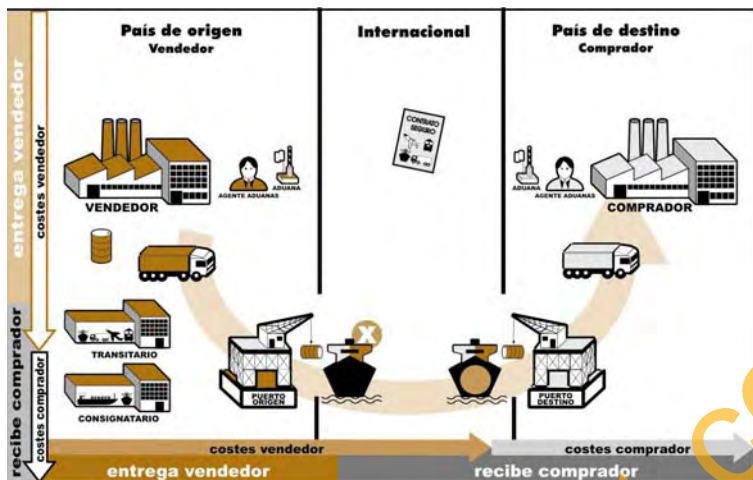 País de origen
Vendedor
Internacional
País de destino
Comprador
entrega vendedor
costes vendedor
CONTRATO
SEGURO
VENDEDOR
AGENTE ADUANAS
ADUANA
ADUANA
AGENTE ADUANAS
COMPRADOR
recibe comprador
costes comprador
TRANSITARIO
X
PUERTO
ORIGEN
PUERTO
DESTINO
CONSIGNATARIO
costes vendedor
costes comprador
entrega vendedor
recibe comprador